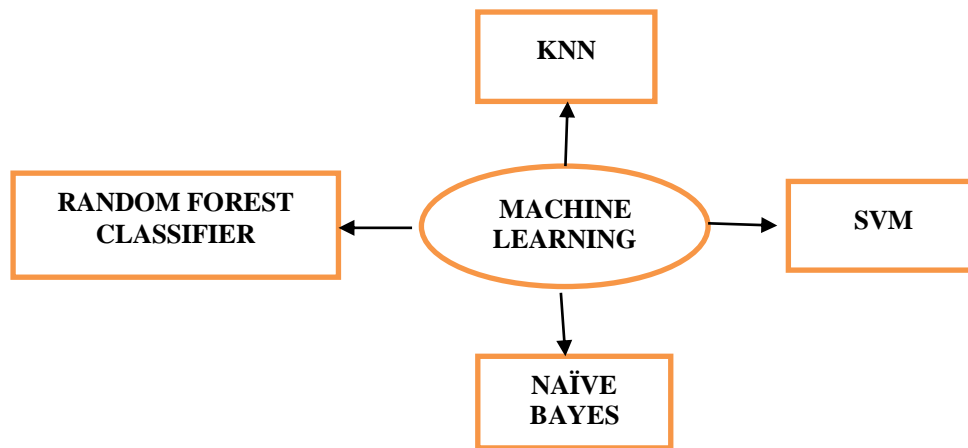 KNN
RANDOM FOREST
CLASSIFIER
MACHINE
LEARNING
SVM
NAÏVE
BAYES